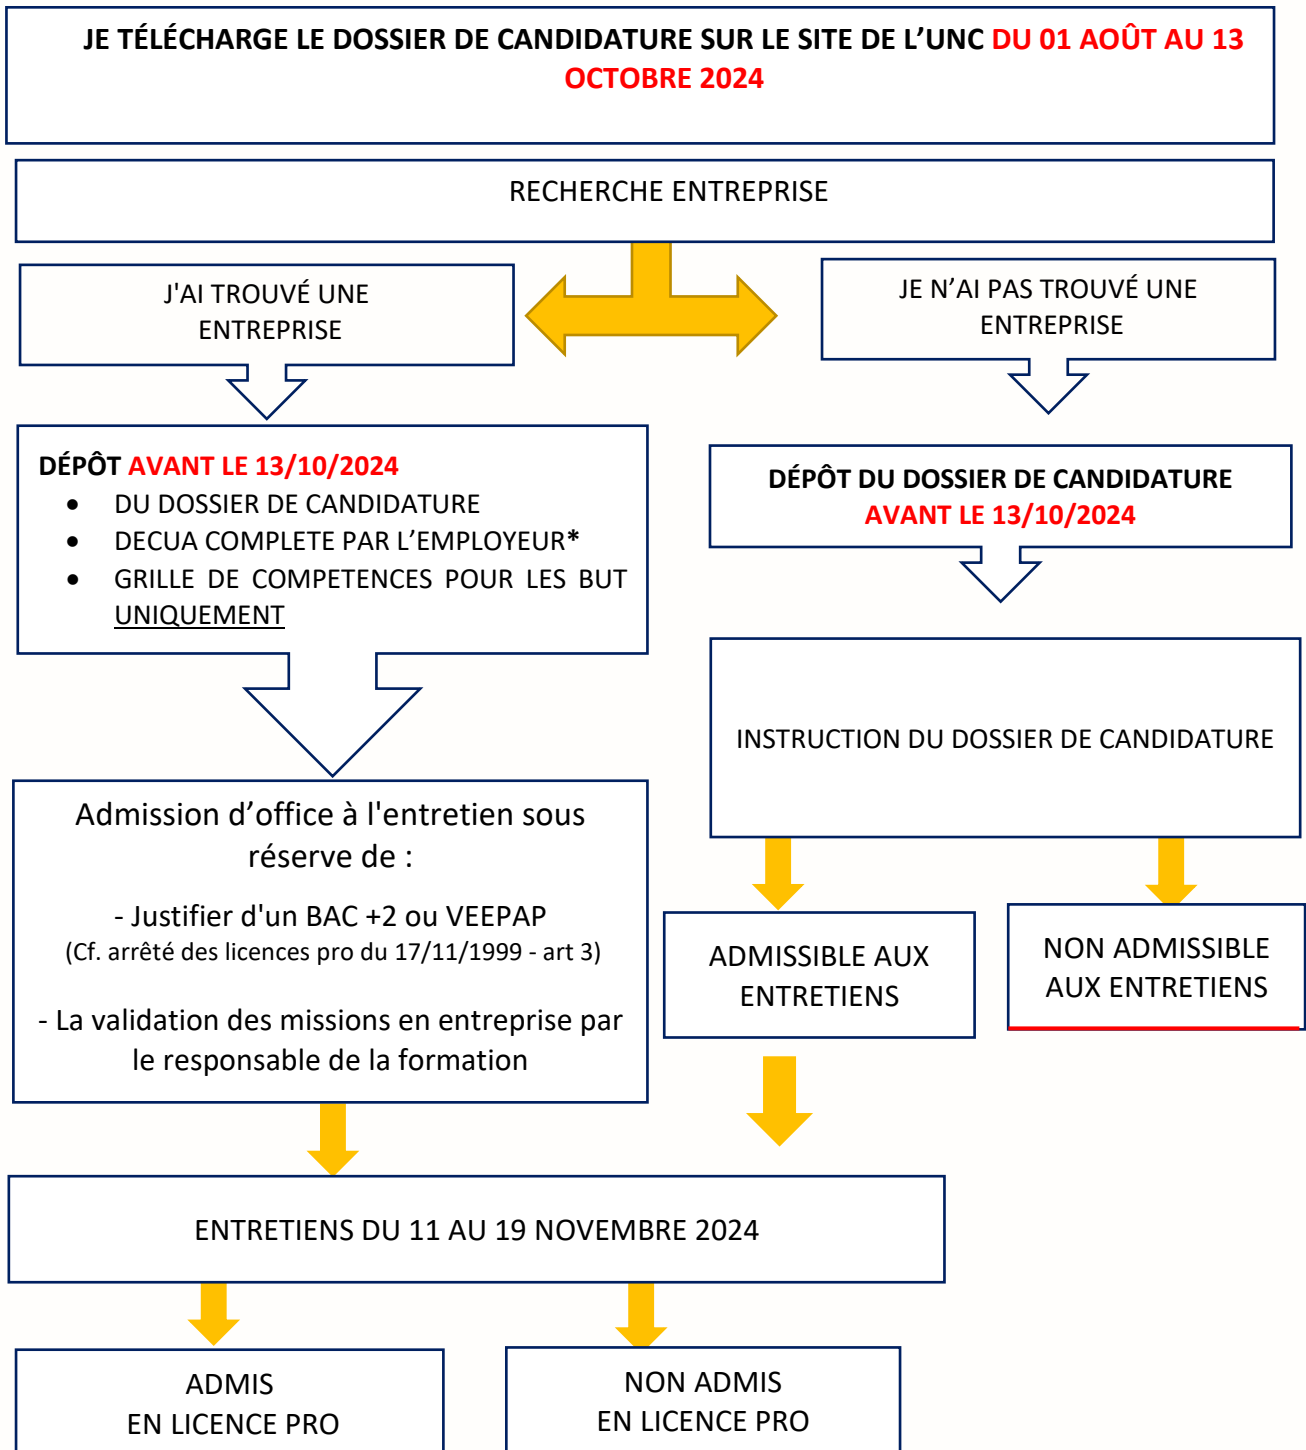 JE TÉLÉCHARGE LE DOSSIER DE CANDIDATURE SUR LE SITE DE L’UNC DU 01 AOÛT AU 13
OCTOBRE 2024
RECHERCHE ENTREPRISE
J'AI TROUVÉ UNE
ENTREPRISE
JE N’AI PAS TROUVÉ UNE
ENTREPRISE
DÉPÔT AVANT LE 13/10/2024
• DU DOSSIER DE CANDIDATURE
• DECUA COMPLETE PAR L’EMPLOYEUR*
• GRILLE DE COMPETENCES POUR LES BUT
UNIQUEMENT
DÉPÔT DU DOSSIER DE CANDIDATURE
AVANT LE 13/10/2024
INSTRUCTION DU DOSSIER DE CANDIDATURE
Admission d’office à l'entretien sous
réserve de :
- Justifier d'un BAC +2 ou VEEPAP
(Cf. arrêté des licences pro du 17/11/1999 - art 3)
- La validation des missions en entreprise par
le responsable de la formation
ADMISSIBLE AUX
ENTRETIENS
NON ADMISSIBLE
AUX ENTRETIENS
ENTRETIENS DU 11 AU 19 NOVEMBRE 2024
ADMIS
EN LICENCE PRO
NON ADMIS
EN LICENCE PRO